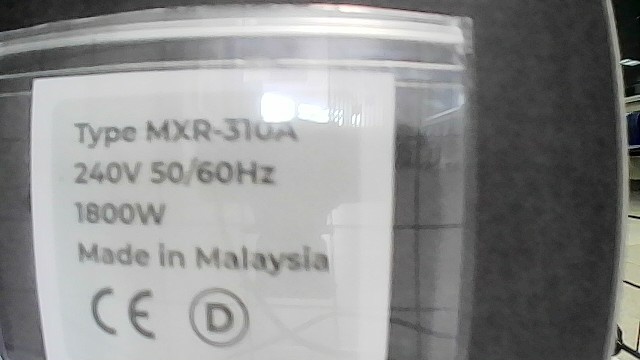 Type MXR-310A
240V 50/60Hz
1800W
Made in Malaysia
CE D